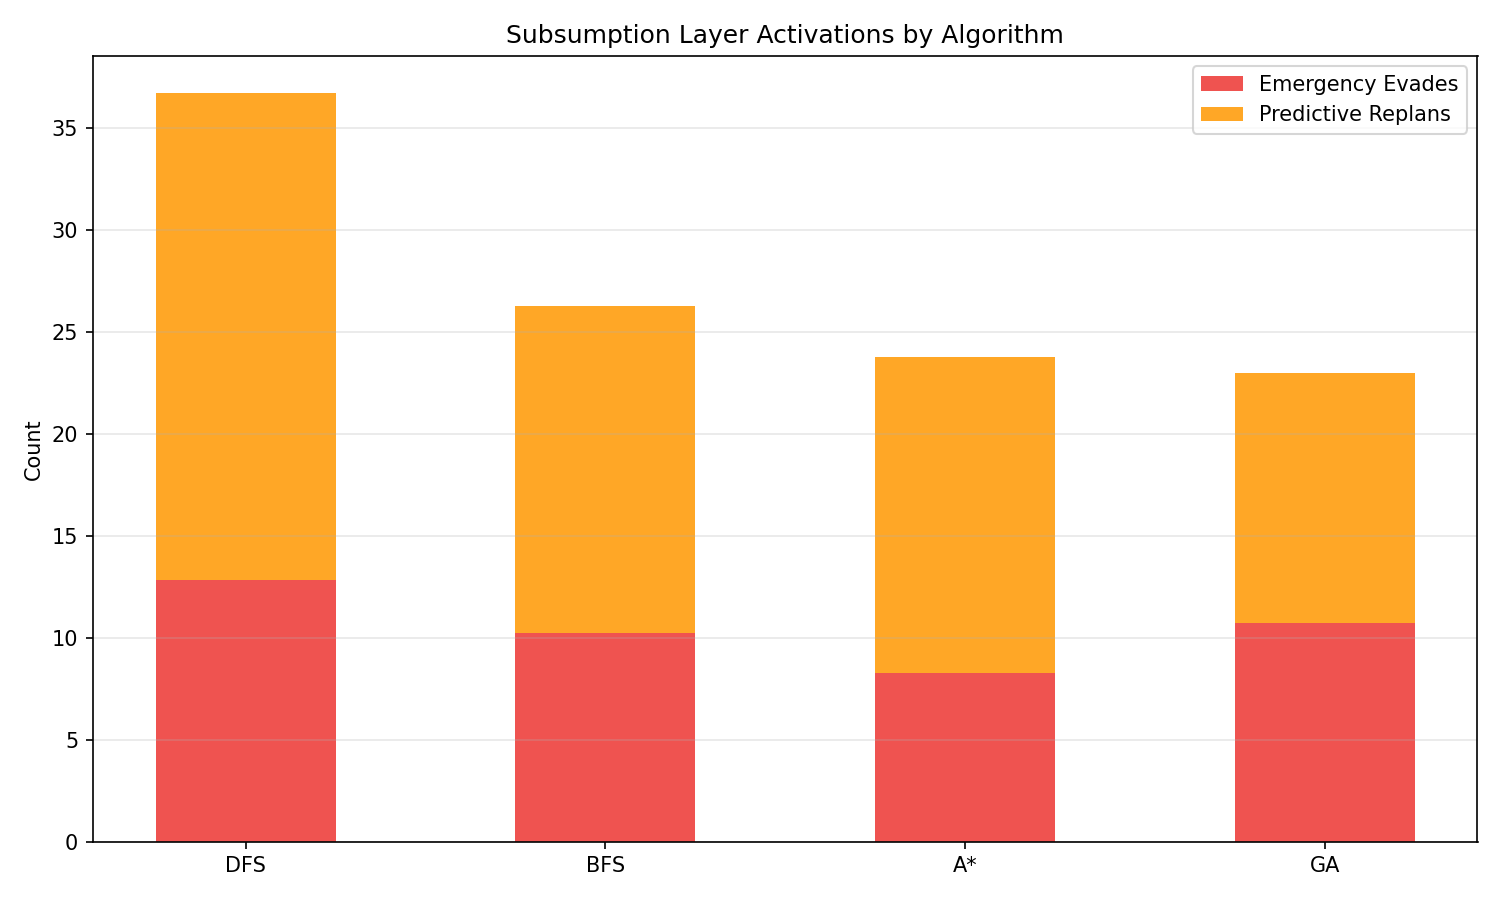 Subsumption Layer Activations by Algorithm
Emergency Evades
Predictive Replans
Count
35
30
25
20
15
10
5
0
DFS
BFS
A*
GA